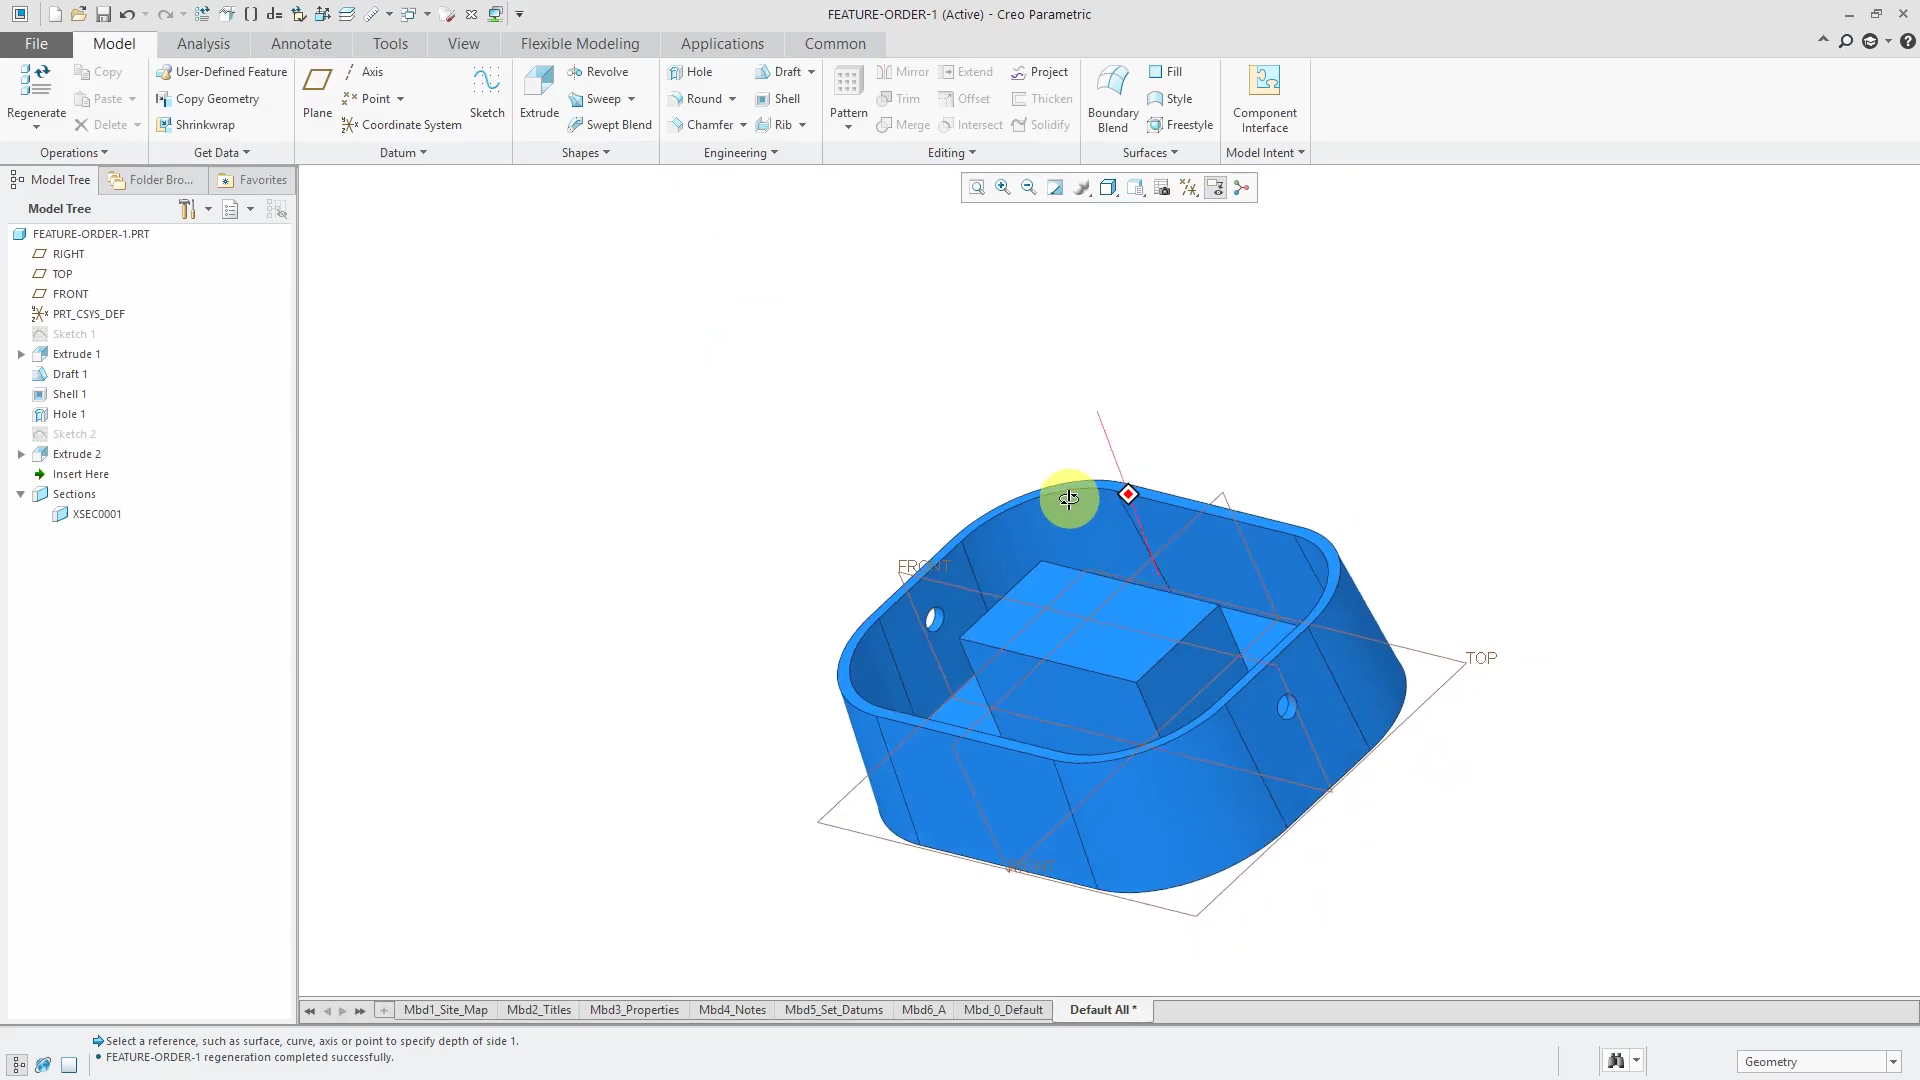 FEATURE-ORDER-1 (Active) - Creo Parametric
File
Model
Analysis
Annotate
Tools
View
Flexible Modeling
Applications
Common
Regenerate
Copy
Paste
Delete
Operations
User-Defined Feature
Copy Geometry
Shrinkwrap
Get Data
Plane
Axis
Point
Coordinate System
Sketch
Datum
Extrude
Revolve
Sweep
Swept Blend
Shapes
Hole
Round
Chamfer
Draft
Shell
Rib
Engineering
Pattern
Mirror
Trim
Merge
Extend
Offset
Intersect
Project
Thicken
Solidify
Editing
Boundary
Blend
Fill
Style
Freestyle
Surfaces
Component
Interface
Model Intent
Model Tree
Folder Bro...
Favorites
Model Tree
FEATURE-ORDER-1.PRT
RIGHT
TOP
FRONT
PRT_CSYS_DEF
Sketch 1
Extrude 1
Draft 1
Shell 1
Hole 1
Sketch 2
Extrude 2
Insert Here
Sections
XSEC0001
FRONT
TOP
RIGHT
Mbd1_Site_Map
Mbd2_Titles
Mbd3_Properties
Mbd4_Notes
Mbd5_Set_Datums
Mbd6_A
Mbd_0_Default
Default All *
Select a reference, such as surface, curve, axis or point to specify depth of side 1.
• FEATURE-ORDER-1 regeneration completed successfully.
Geometry